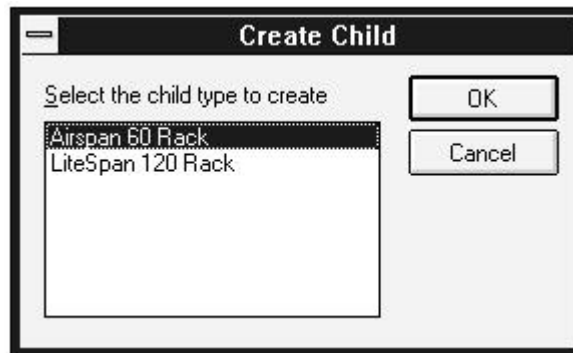 Create Child
Select the child type to create
OK
Airspan 60 Rack
Cancel
LiteSpan 120 Rack